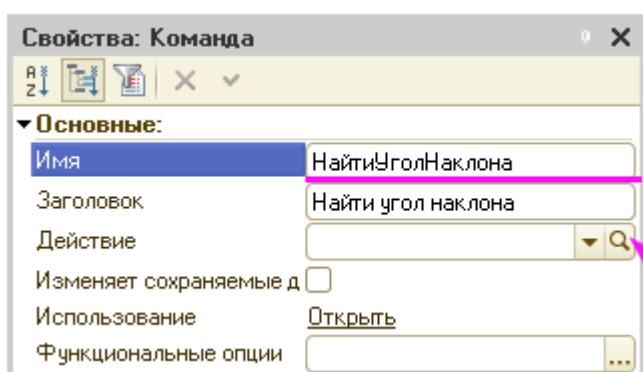 Свойства: Команда
Основные:
Имя НайтиУголНаклона
Заголовок Найти угол наклона
Действие
Изменяет сохраняемые д
Использование Открыть
Функциональные опции ...